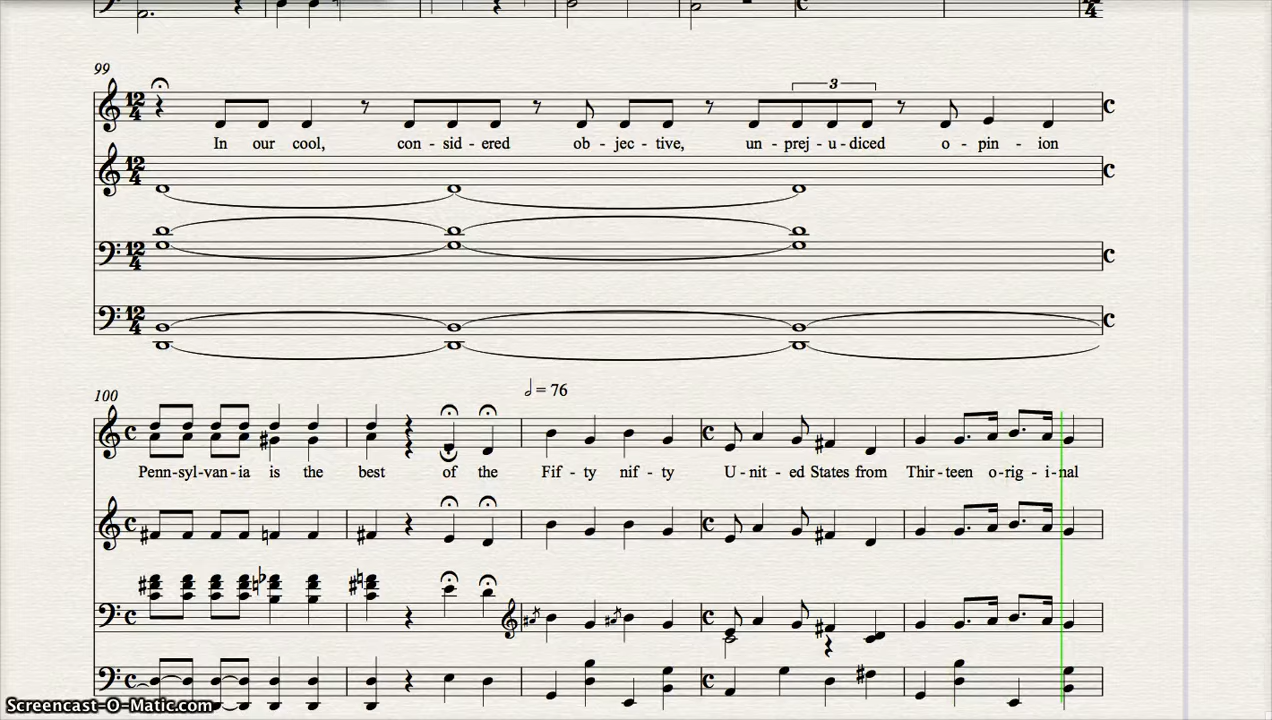 99
3
In our cool, con - sid - ered ob - jec - tive, un - prej - u - diced o - pin - ion
100
= 76
Penn - syl - van - ia is the best of the Fif - ty nif - ty U - nit - ed States from Thir - teen o - rig - i - nal
Screencast-O-Matic.com